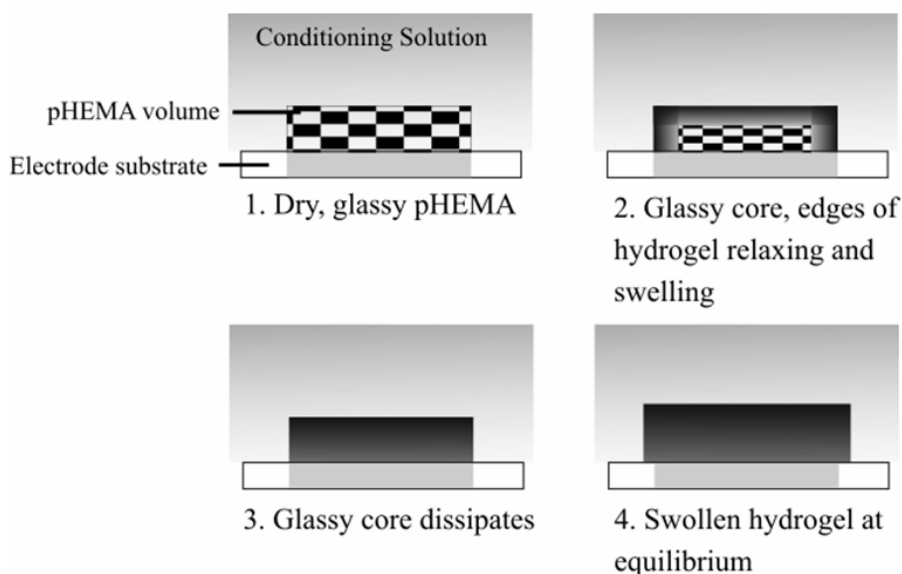 Conditioning Solution
pHEMA volume
Electrode substrate
1. Dry, glassy pHEMA
2. Glassy core, edges of
hydrogel relaxing and
swelling
3. Glassy core dissipates
4. Swollen hydrogel at
equilibrium